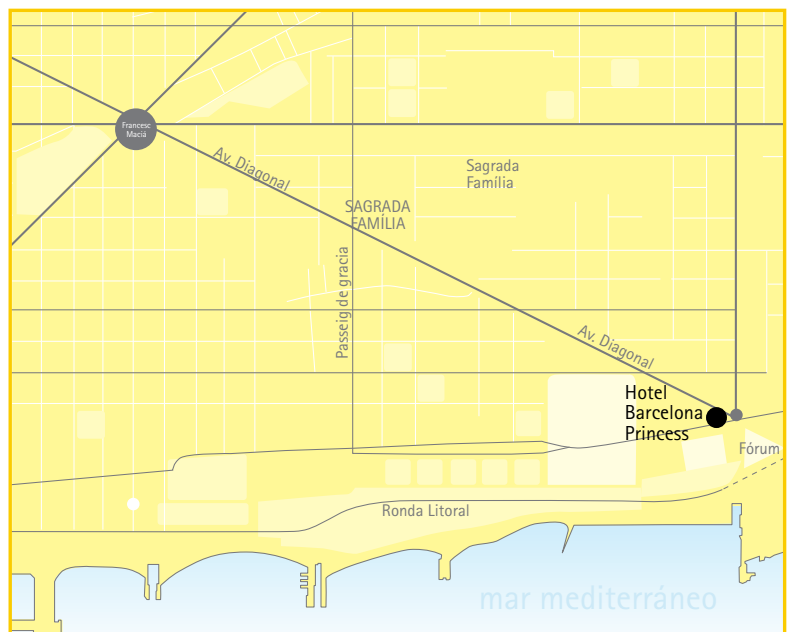 Francesc
Maciá
Av. Diagonal
Sagrada
Família
SAGRADA
FAMÍLIA
Passeig de gracia
Av. Diagonal
Hotel
Barcelona
Princess
Fórum
Ronda Litoral
mar mediterráneo